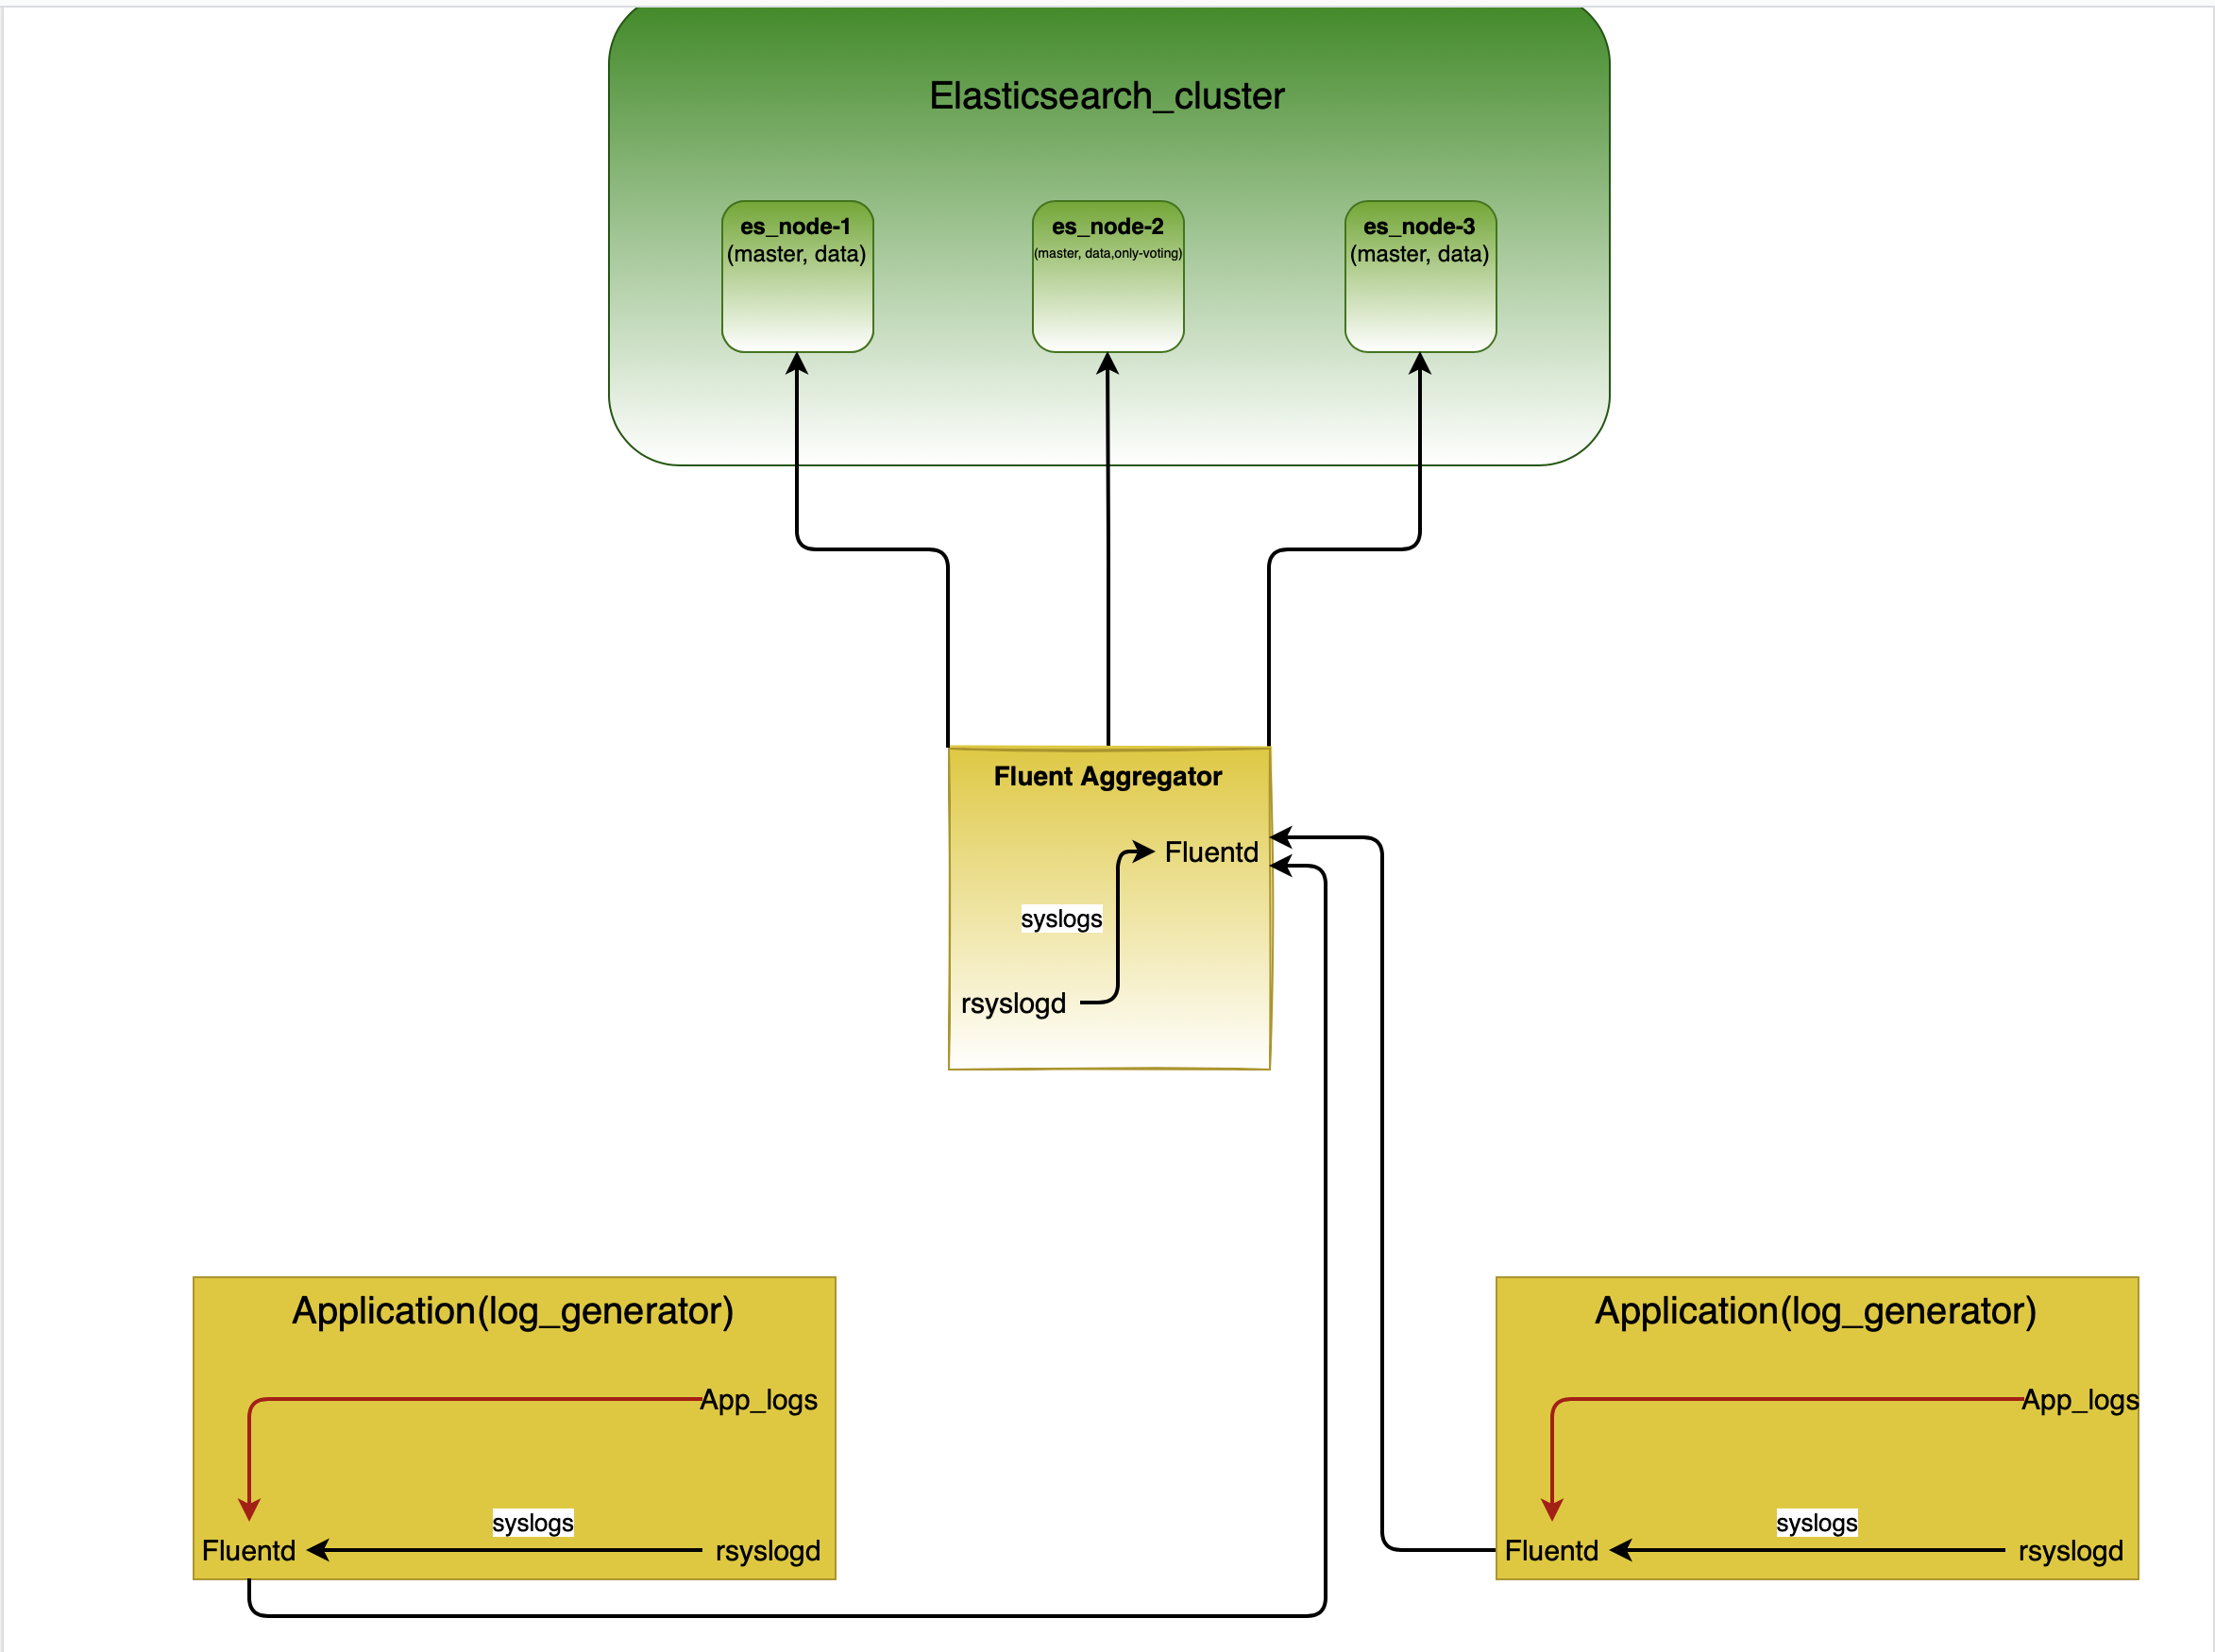 Elasticsearch_cluster
es_node-1
(master, data)
es_node-2
(master, data,only-voting)
es_node-3
(master, data)
Fluent Aggregator
Fluentd
syslogs
rsyslogd
Application(log_generator)
App_logs
syslogs
Fluentd
rsyslogd
Application(log_generator)
App_logs
syslogs
Fluentd
rsyslogd